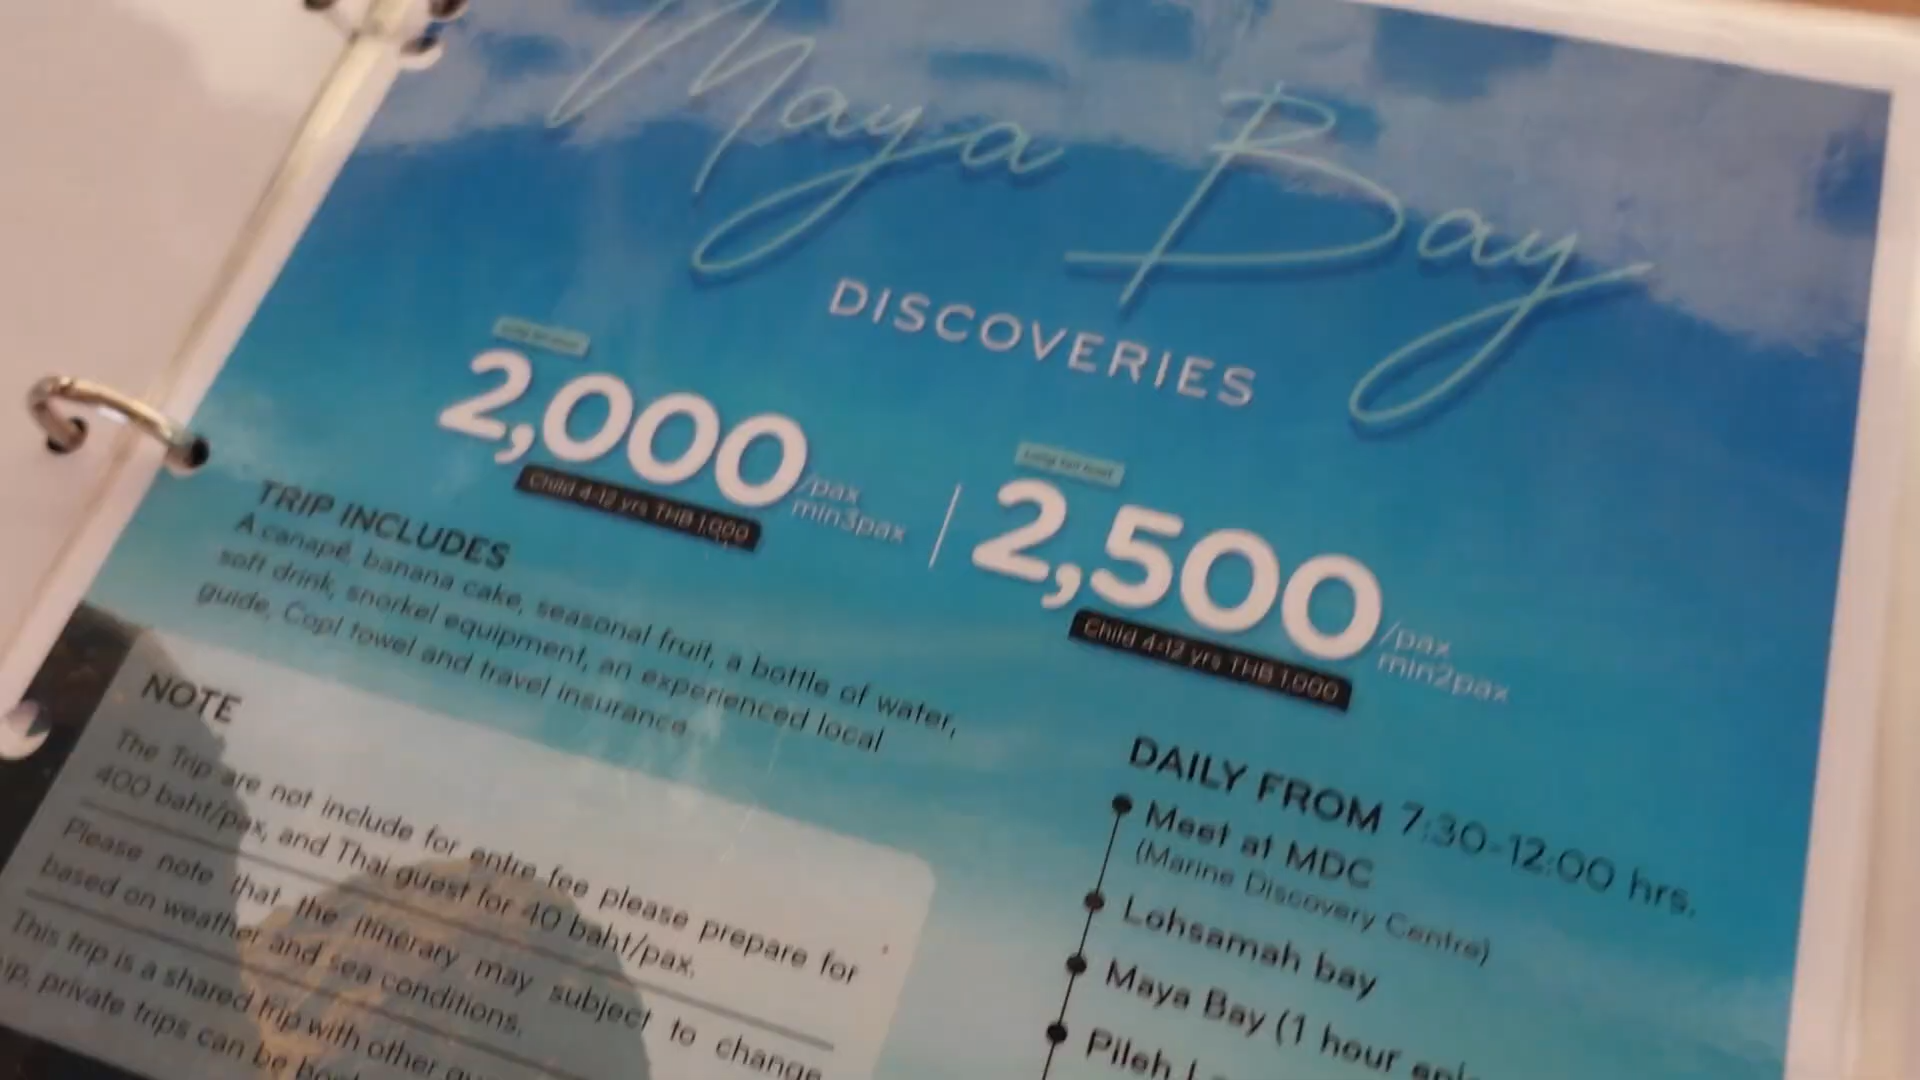 Maya Bay
DISCOVERIES
2,000
/pax
min3pax
Child 4-12 yrs THB 1,000
Long tail boat
2,500
/pax
min2pax
Child 4-12 yrs THB 1,000
TRIP INCLUDES
A canapé, banana cake, seasonal fruit, a bottle of water,
soft drink, snorkel equipment, an experienced local
guide, Copl towel and travel insurance.
NOTE
The Trip are not include for entre fee please prepare for
400 baht/pax, and Thai guest for 40 baht/pax.
Please note that the itinerary may subject to change
based on weather and sea conditions.
This trip is a shared trip with other
private trips can be
DAILY FROM 7:30-12:00 hrs.
Meet at MDC
(Marine Discovery Centre)
Lohsamah bay
Maya Bay (1 hour
Pileh